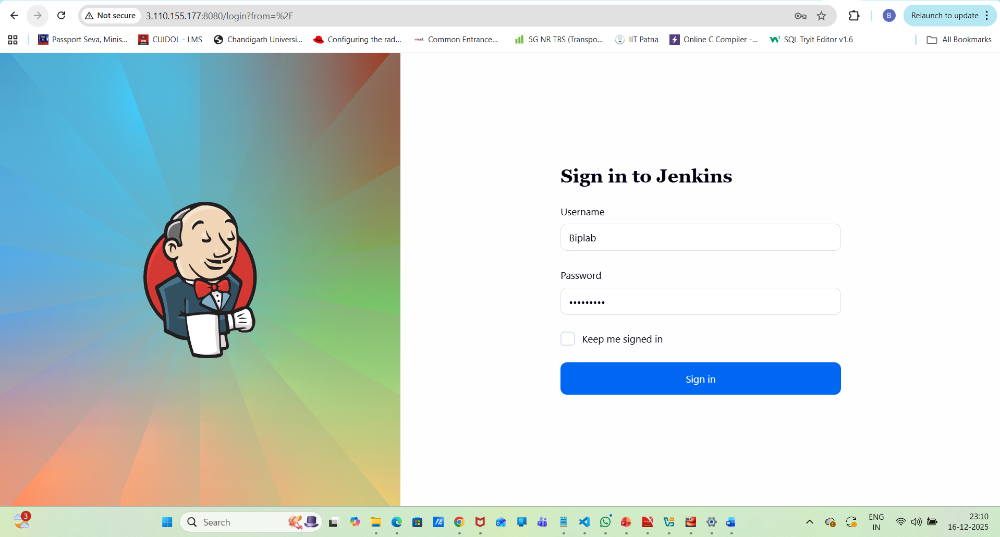 Not secure 3.110.155.177:8080/login?from=%2F B Relaunch to update
Passport Seva, Minis... CUIDOL - LMS Chandigarh Universi... Configuring the rad... Common Entrance... 5G NR TBS (Transpo... IIT Patna Online C Compiler -... SQL Tryit Editor v1.6 All Bookmarks
Sign in to Jenkins
Username
Biplab
Password
•••••••••
Keep me signed in
Sign in
3 Search ENG 23:10
IN 16-12-2025